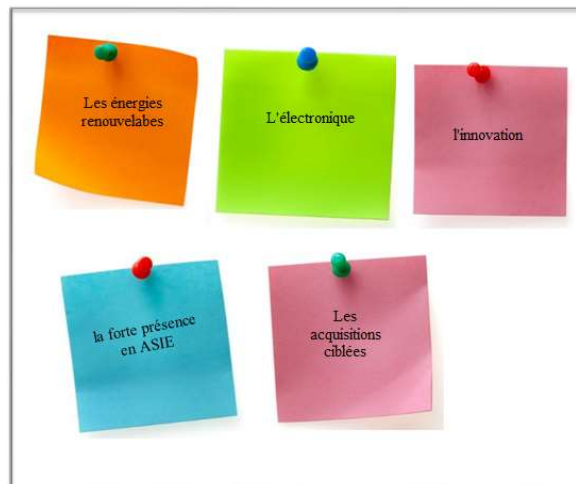 Les énergies
renouvelabes
L'électronique
l'innovation
la forte présence
en ASIE
Les
acquisitions
ciblées